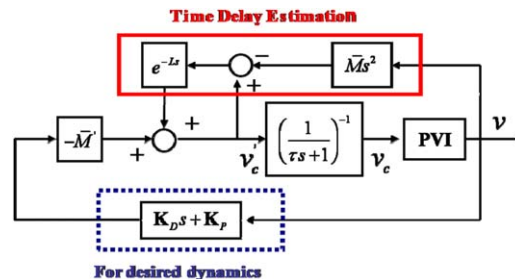 Time Delay Estimation
e^{-Ls}
−
M̄s²
+
+
+
−M̄'
v'_c
(1/(τs+1))^{-1}
v_c
PVI
v
K_D s + K_P
For desired dynamics